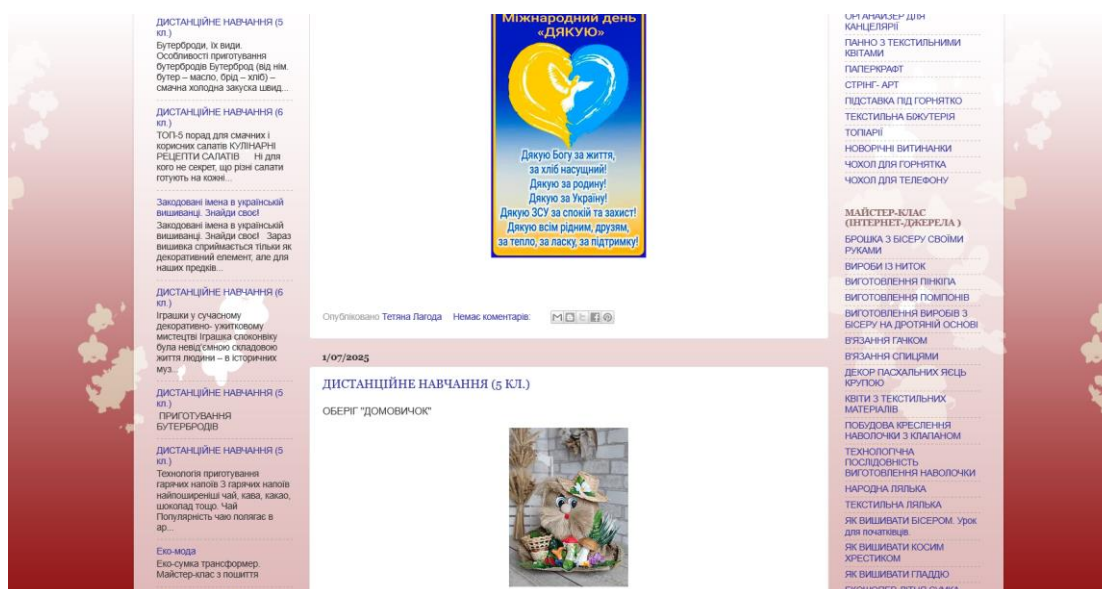 ДИСТАНЦІЙНЕ НАВЧАННЯ (5
кл.)
Бутерброди, їх види.
Особливості приготування
бутербродів Бутерброд (від нім.
бутер – масло, брід – хліб) –
смачна холодна закуска швид...
ДИСТАНЦІЙНЕ НАВЧАННЯ (6
кл.)
ТОП-5 порад для смачних і
корисних салатів КУЛІНАРНІ
РЕЦЕПТИ САЛАТІВ Ні для
кого не секрет, що різні салати
готують на кожні...
Закодовані імена в українській
вишиванці. Знайди своє!
Закодовані імена в українській
вишиванці. Знайди своє! Зараз
вишивка сприймається тільки як
декоративний елемент, але для
наших предків...
ДИСТАНЦІЙНЕ НАВЧАННЯ (6
кл.)
Іграшки у сучасному
декоративно- ужитковому
мистецтві Іграшка споконвіку
була невід'ємною складовою
життя людини – в історичних
муз...
ДИСТАНЦІЙНЕ НАВЧАННЯ (5
кл.)
ПРИГОТУВАННЯ
БУТЕРБРОДІВ
ДИСТАНЦІЙНЕ НАВЧАННЯ (5
кл.)
Технологія приготування
гарячих напоїв З гарячих напоїв
найпоширеніші чай, кава, какао,
шоколад тощо. Чай
Популярність чаю полягає в
ар...
Еко-мода
Еко-сумка трансформер.
Майстер-клас з пошиття
Міжнародний день
«ДЯКУЮ»
Дякую Богу за життя,
за хліб насущний!
Дякую за родину!
Дякую за Україну!
Дякую ЗСУ за спокій та захист!
Дякую всім рідним, друзям,
за тепло, за ласку, за підтримку!
Опубліковано Тетяна Лагода Немає коментарів:
1/07/2025
ДИСТАНЦІЙНЕ НАВЧАННЯ (5 КЛ.)
ОБЕРІГ "ДОМОВИЧОК"
ОРГАНАЙЗЕР ДЛЯ
КАНЦЕЛЯРІЇ
ПАННО З ТЕКСТИЛЬНИМИ
КВІТАМИ
ПАПЕРКРАФТ
СТРІНГ- АРТ
ПІДСТАВКА ПІД ГОРНЯТКО
ТЕКСТИЛЬНА БІЖУТЕРІЯ
ТОПІАРІЇ
НОВОРІЧНІ ВИТИНАНКИ
ЧОХОЛ ДЛЯ ГОРНЯТКА
ЧОХОЛ ДЛЯ ТЕЛЕФОНУ
МАЙСТЕР-КЛАС
(ІНТЕРНЕТ-ДЖЕРЕЛА )
БРОШКА З БІСЕРУ СВОЇМИ
РУКАМИ
ВИРОБИ ІЗ НИТОК
ВИГОТОВЛЕННЯ ПІНКІПА
ВИГОТОВЛЕННЯ ПОМПОНІВ
ВИГОТОВЛЕННЯ ВИРОБІВ З
БІСЕРУ НА ДРОТЯНІЙ ОСНОВІ
В'ЯЗАННЯ ГАЧКОМ
В'ЯЗАННЯ СПИЦЯМИ
ДЕКОР ПАСХАЛЬНИХ ЯЄЦЬ
КРУПОЮ
КВІТИ З ТЕКСТИЛЬНИХ
МАТЕРІАЛІВ
ПОБУДОВА КРЕСЛЕННЯ
НАВОЛОЧКИ З КЛАПАНОМ
ТЕХНОЛОГІЧНА
ПОСЛІДОВНІСТЬ
ВИГОТОВЛЕННЯ НАВОЛОЧКИ
НАРОДНА ЛЯЛЬКА
ТЕКСТИЛЬНА ЛЯЛЬКА
ЯК ВИШИВАТИ БІСЕРОМ. Урок
для початківців.
ЯК ВИШИВАТИ КОСИМ
ХРЕСТИКОМ
ЯК ВИШИВАТИ ГЛАДДЮ